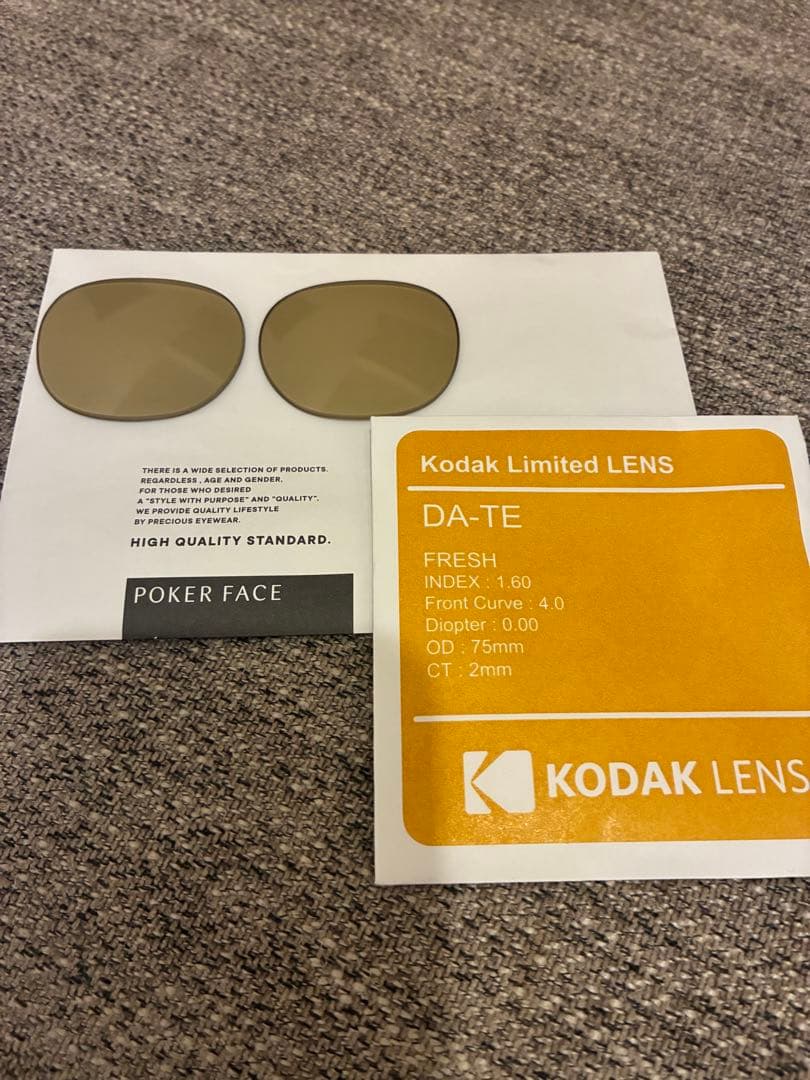 THERE IS A WIDE SELECTION OF PRODUCTS.
REGARDLESS , AGE AND GENDER.
FOR THOSE WHO DESIRED
A "STYLE WITH PURPOSE" AND "QUALITY".
WE PROVIDE QUALITY LIFESTYLE
BY PRECIOUS EYEWEAR.
HIGH QUALITY STANDARD.
POKER FACE
Kodak Limited LENS
DA-TE
FRESH
INDEX : 1.60
Front Curve : 4.0
Diopter : 0.00
OD : 75mm
CT : 2mm
KODAK LENS